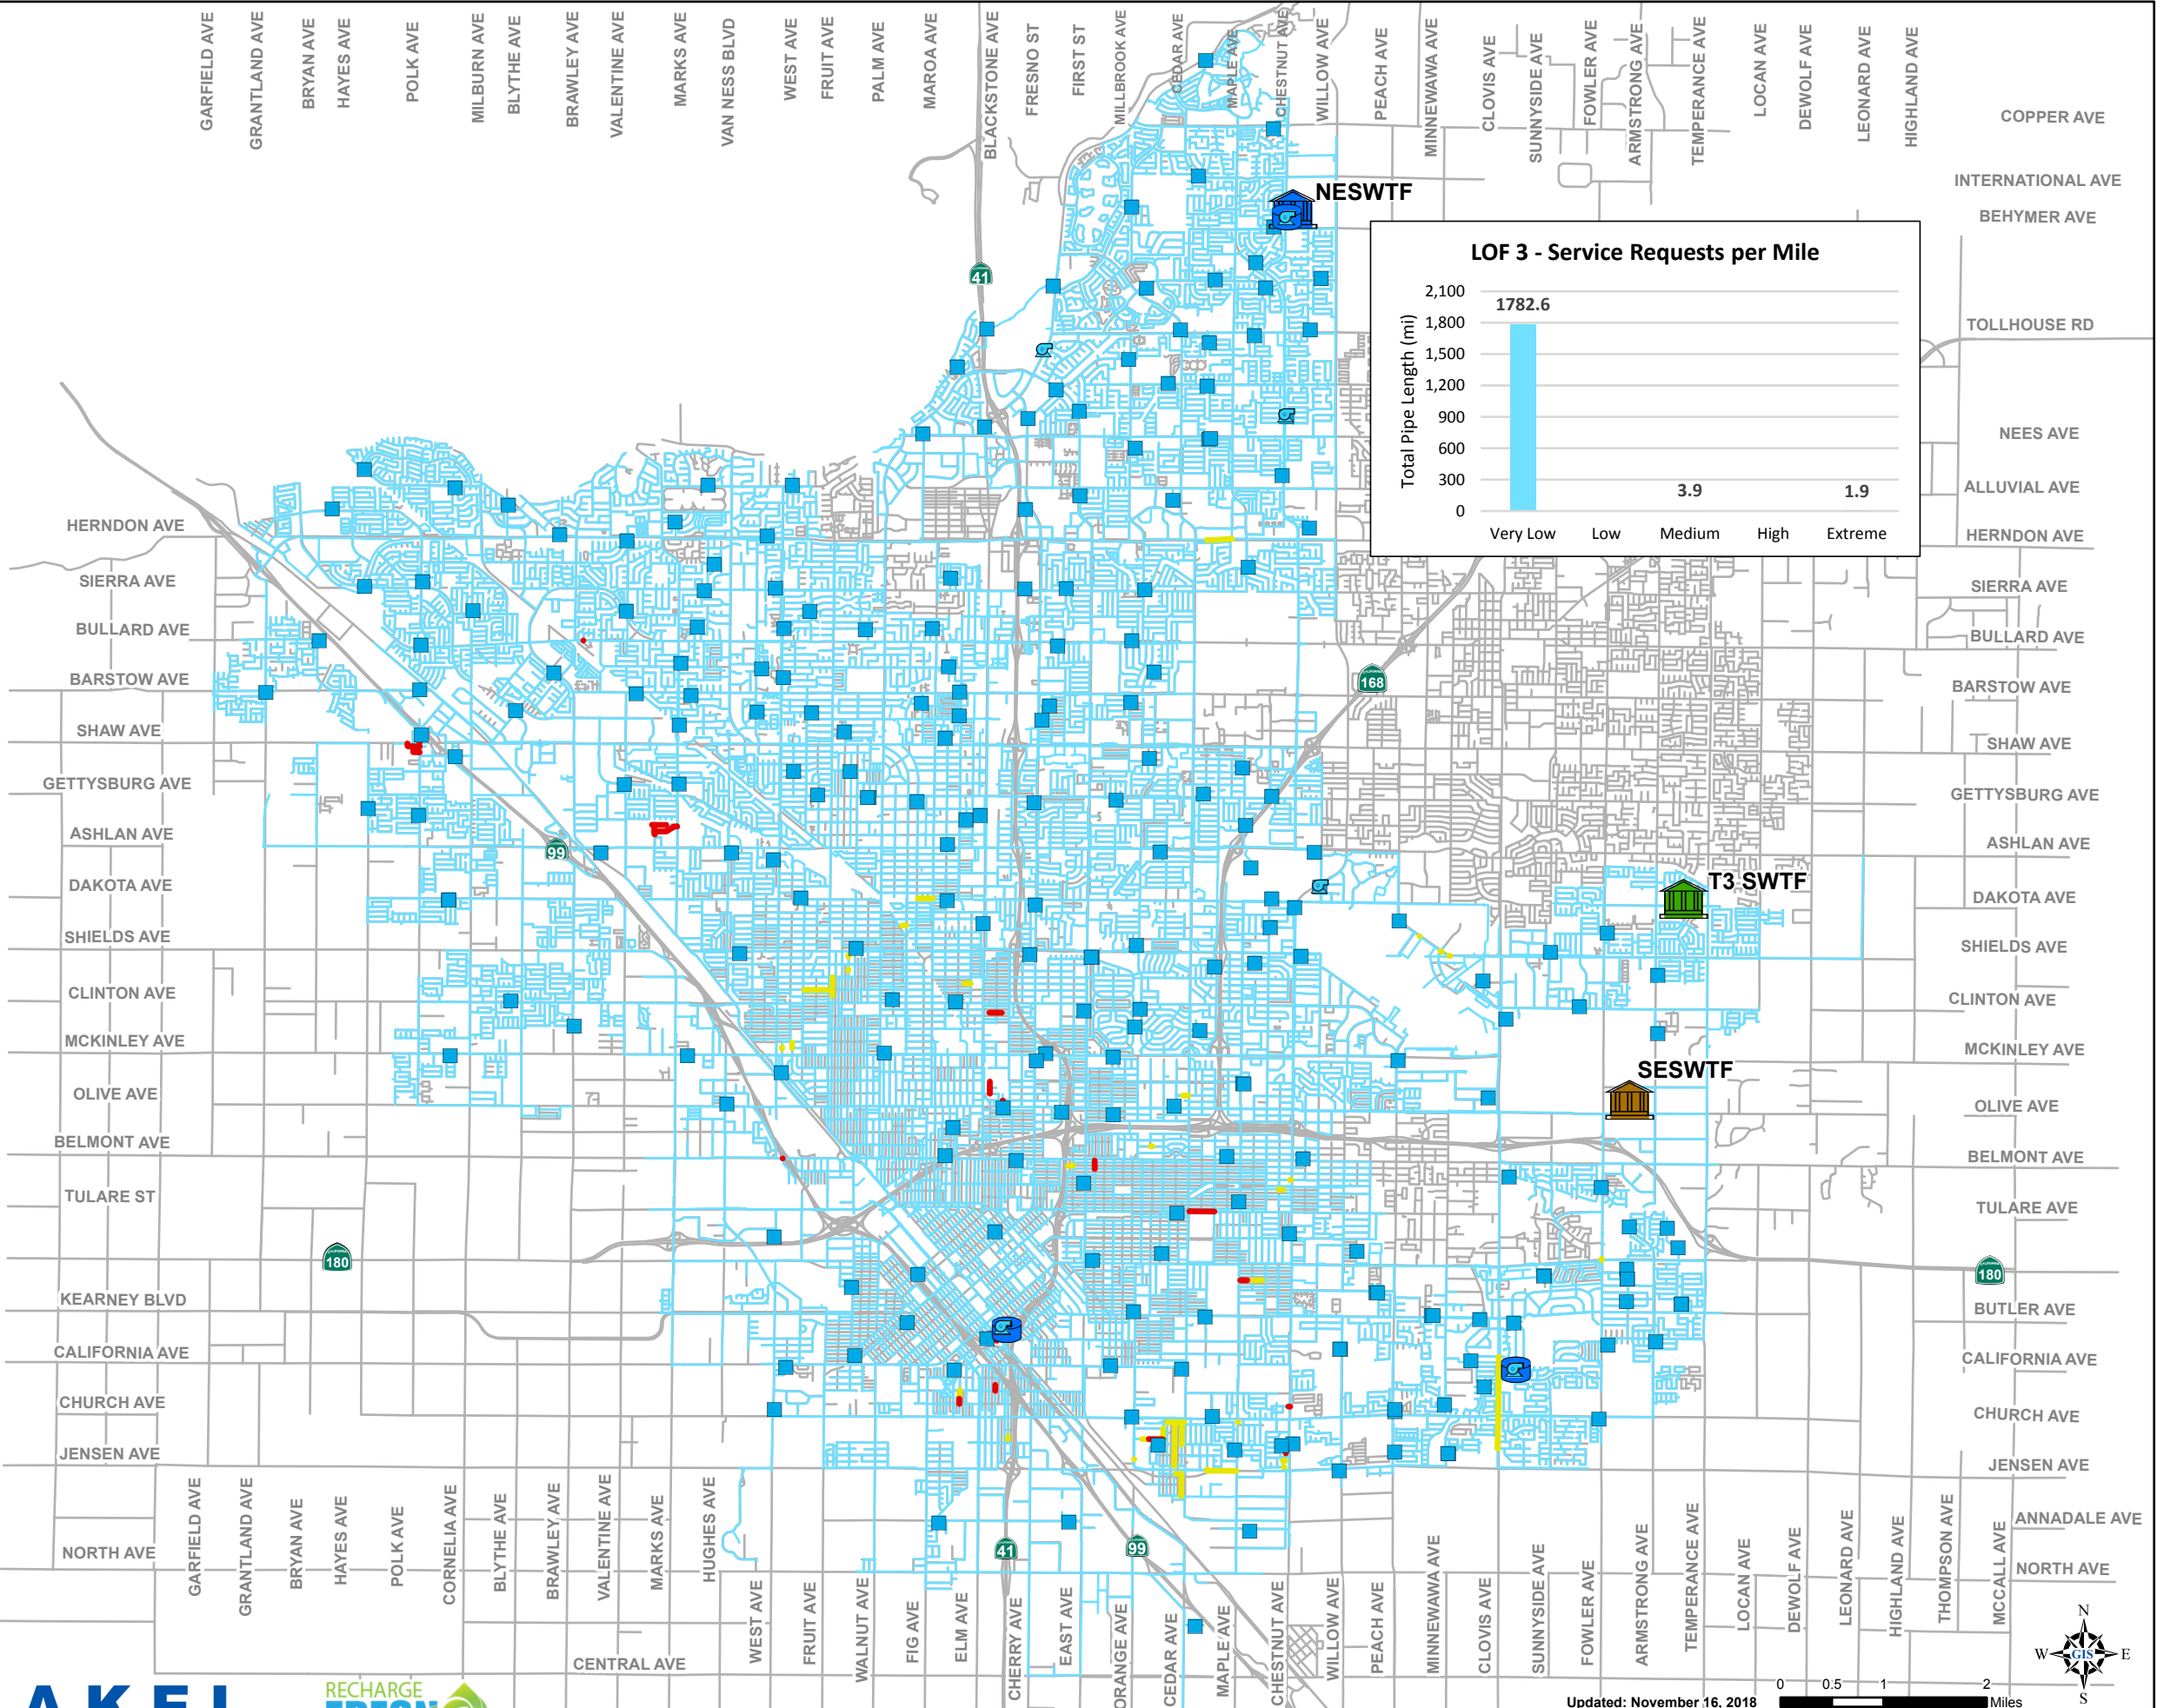 GARFIELD AVE
GRANTLAND AVE
BRYAN AVE
HAYES AVE
POLK AVE
MILBURN AVE
BLYTHE AVE
BRAWLEY AVE
VALENTINE AVE
MARKS AVE
VAN NESS BLVD
WEST AVE
FRUIT AVE
PALM AVE
MAROA AVE
BLACKSTONE AVE
FRESNO ST
FIRST ST
MILLBROOK AVE
CEDAR AVE
MAPLE AVE
CHESTNUT AVE
WILLOW AVE
PEACH AVE
MINNEWAWA AVE
CLOVIS AVE
SUNNYSIDE AVE
FOWLER AVE
ARMSTRONG AVE
TEMPERANCE AVE
LOCAN AVE
DEWOLF AVE
LEONARD AVE
HIGHLAND AVE
COPPER AVE
INTERNATIONAL AVE
BEHYMER AVE
TOLLHOUSE RD
NEES AVE
ALLUVIAL AVE
HERNDON AVE
SIERRA AVE
BULLARD AVE
BARSTOW AVE
SHAW AVE
GETTYSBURG AVE
ASHLAN AVE
DAKOTA AVE
SHIELDS AVE
CLINTON AVE
MCKINLEY AVE
OLIVE AVE
BELMONT AVE
TULARE AVE
BUTLER AVE
CALIFORNIA AVE
CHURCH AVE
JENSEN AVE
ANNADALE AVE
NORTH AVE
NESWTF
LOF 3 - Service Requests per Mile
Total Pipe Length (mi)
2,100
1,800
1,500
1,200
900
600
300
0
1782.6
3.9
1.9
Very Low
Low
Medium
High
Extreme
41
168
99
T3 SWTF
SESWTF
180
180
41
99
HERNDON AVE
SIERRA AVE
BULLARD AVE
BARSTOW AVE
SHAW AVE
GETTYSBURG AVE
ASHLAN AVE
DAKOTA AVE
SHIELDS AVE
CLINTON AVE
MCKINLEY AVE
OLIVE AVE
BELMONT AVE
TULARE ST
KEARNEY BLVD
CALIFORNIA AVE
CHURCH AVE
JENSEN AVE
NORTH AVE
CENTRAL AVE
GARFIELD AVE
GRANTLAND AVE
BRYAN AVE
HAYES AVE
POLK AVE
CORNELIA AVE
BLYTHE AVE
BRAWLEY AVE
VALENTINE AVE
MARKS AVE
HUGHES AVE
WEST AVE
FRUIT AVE
WALNUT AVE
FIG AVE
ELM AVE
CHERRY AVE
EAST AVE
ORANGE AVE
CEDAR AVE
MAPLE AVE
CHESTNUT AVE
WILLOW AVE
PEACH AVE
MINNEWAWA AVE
CLOVIS AVE
SUNNYSIDE AVE
FOWLER AVE
ARMSTRONG AVE
TEMPERANCE AVE
LOCAN AVE
DEWOLF AVE
LEONARD AVE
HIGHLAND AVE
THOMPSON AVE
MCCALL AVE
N
W GIS E
S
0 0.5 1 2
Miles
Updated: November 16, 2018
AKEL
RECHARGE